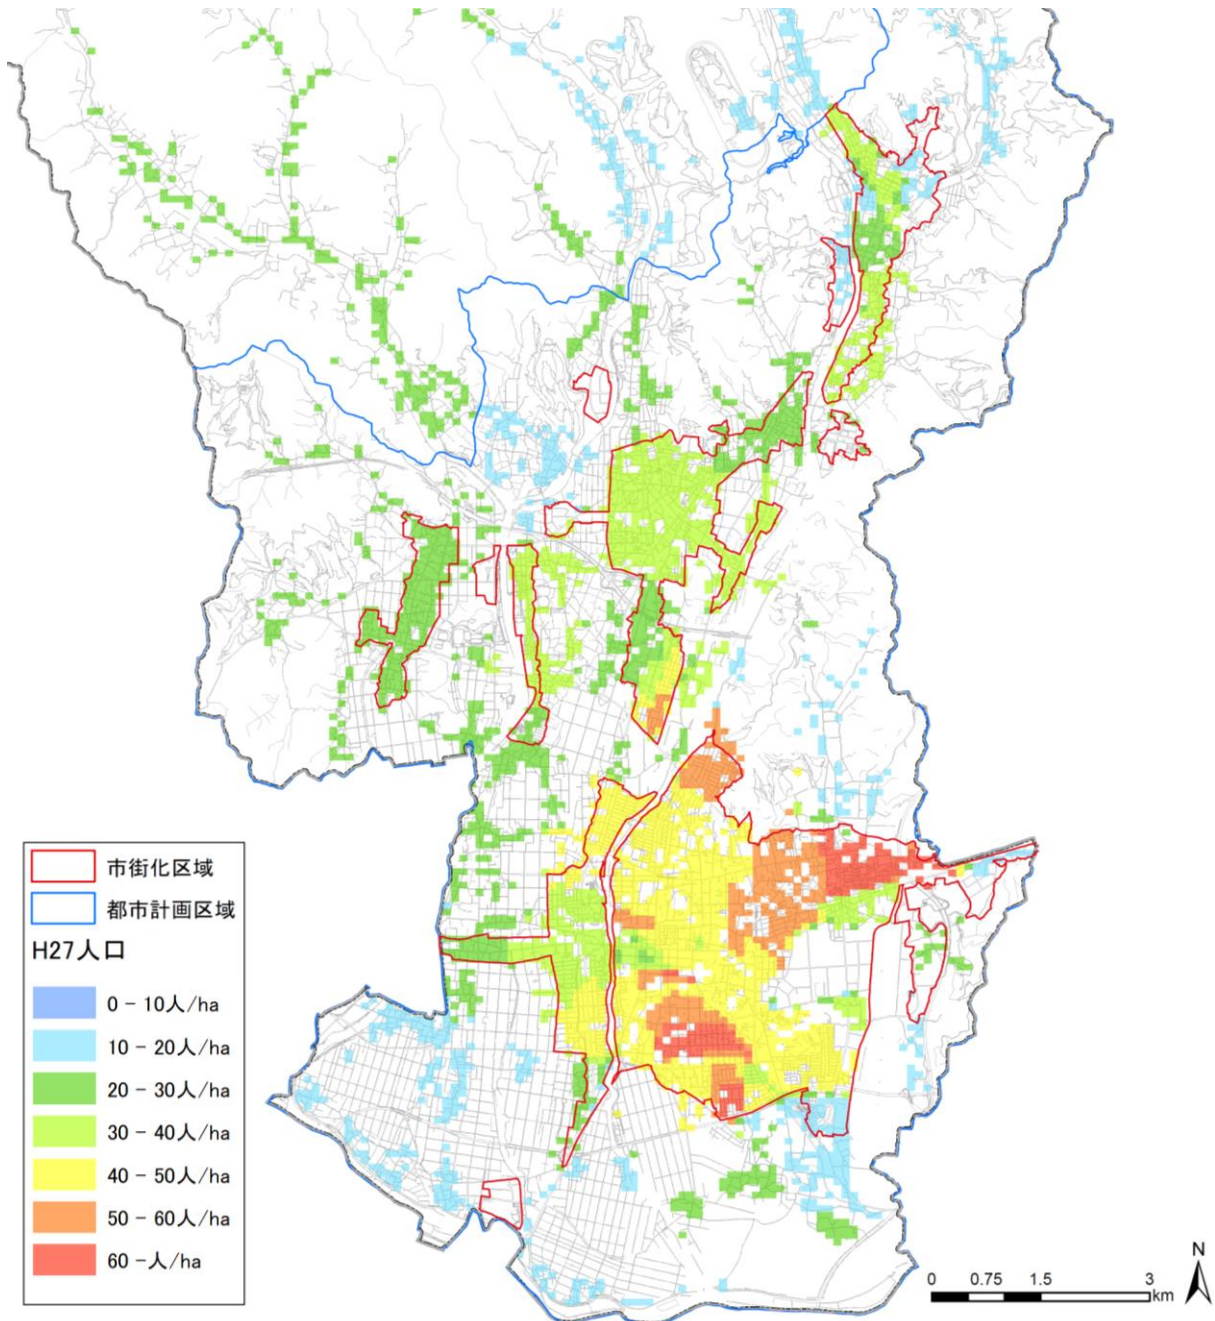 市街化区域
都市計画区域
H27人口
0 - 10人/ha
10 - 20人/ha
20 - 30人/ha
30 - 40人/ha
40 - 50人/ha
50 - 60人/ha
60 -人/ha
0 0.75 1.5 3
km
N